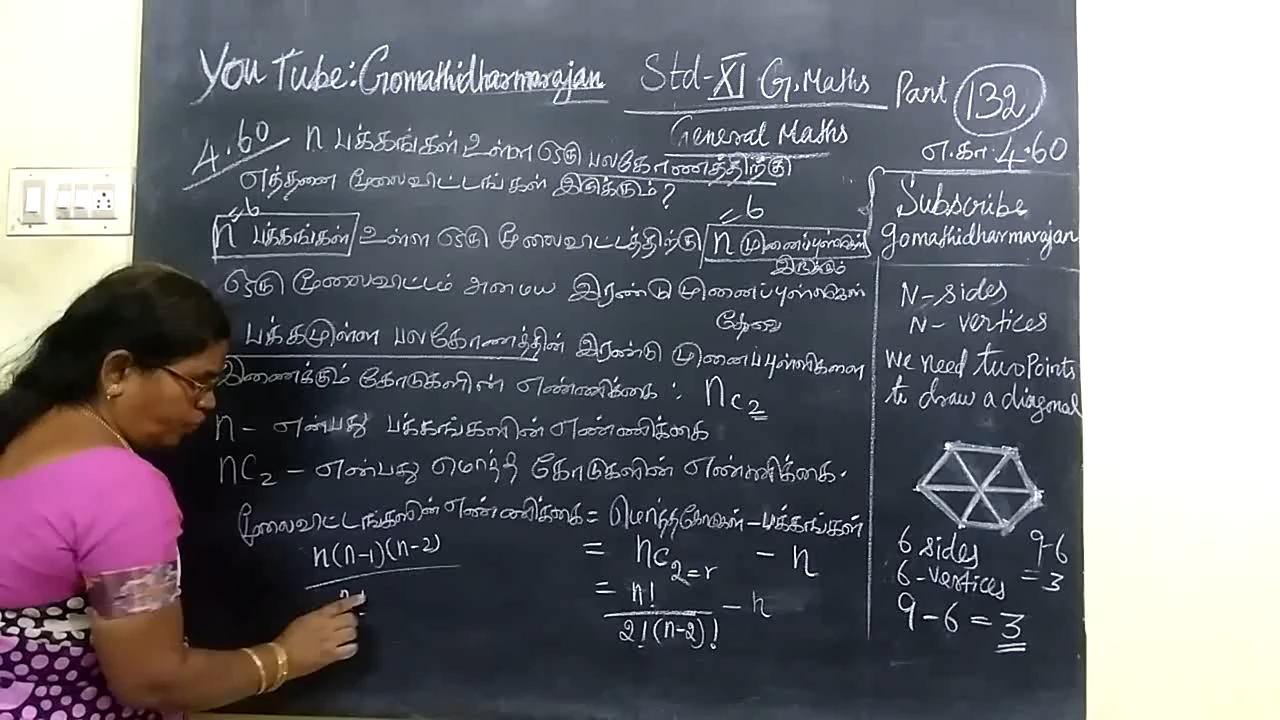 YouTube: Gomathidharmarajan Std-XI G.Maths Part 132
General Maths
எ.கா 4.60
4.60 n பக்கங்கள் உள்ள ஒரு பலகோணத்திற்கு
எத்தனை மூலைவிட்டங்கள் இருக்கும்?
=6 =6
n பக்கங்கள் உள்ள ஒரு மூலைவிட்டத்திற்கு n முனைப்புள்ளிகள்
இருக்கும்
ஒரு மூலைவிட்டம் அமைய இரண்டு முனைப்புள்ளிகள்
தேவை
பக்கமுள்ள பலகோணத்தின் இரண்டு முனைப்புள்ளிகளை
இணைக்கும் கோடுகளின் எண்ணிக்கை : nc2
n - என்பது பக்கங்களின் எண்ணிக்கை
nc2 - என்பது மொத்த கோடுகளின் எண்ணிக்கை.
மூலைவிட்டங்களின் எண்ணிக்கை = மொத்தகோடுகள் - பக்கங்கள்
= nc2=r - n
n(n-1)(n-2)
= n! / 2!(n-2)! - n
Subscribe
gomathidharmarajan
N-sides
N- vertices
we need two Points
to draw a diagonal
6 sides
6-vertices
9-6 = 3
9-6
=3